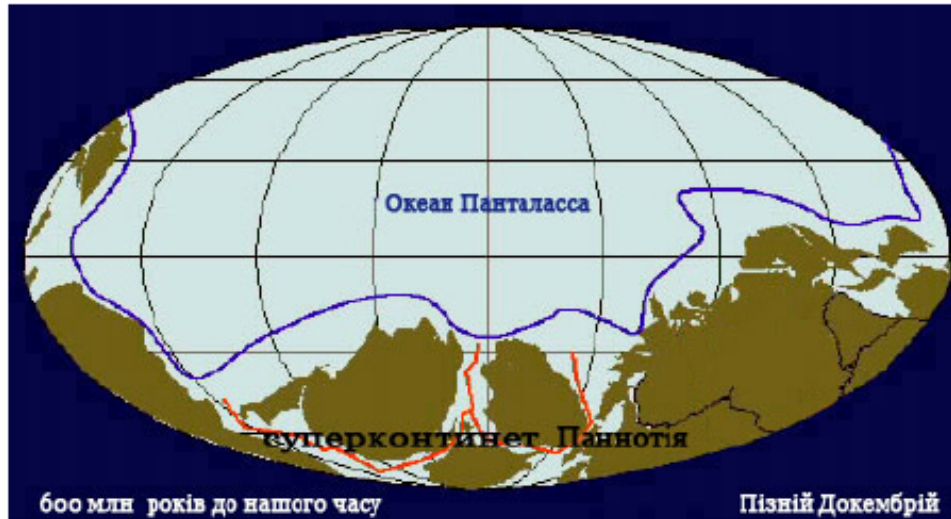 Океан Панталасса
суперконтинет Паннотія
600 млн років до нашого часу
Пізній Докембрій